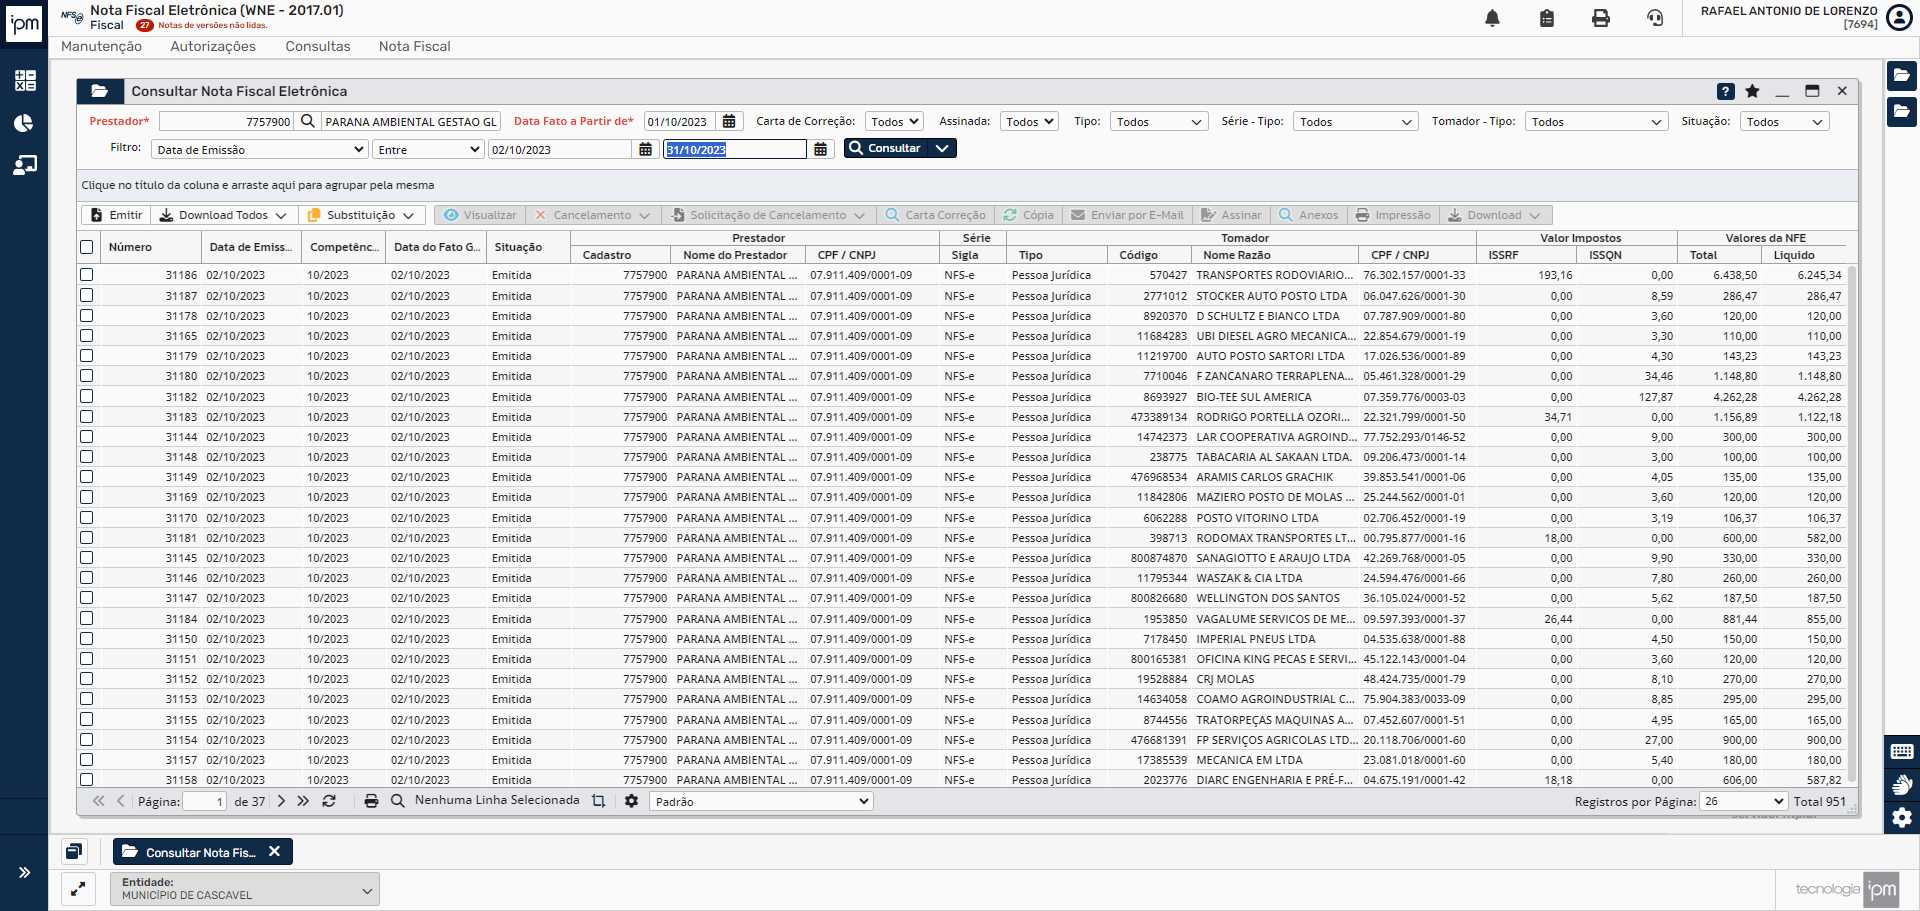 ipm
NFS-e Nota Fiscal Eletrônica (WNE - 2017.01)
Fiscal 27 Notas de versões não lidas.
RAFAEL ANTONIO DE LORENZO
[7694]
Manutenção Autorizações Consultas Nota Fiscal
Consultar Nota Fiscal Eletrônica
Prestador* 7757900 PARANA AMBIENTAL GESTAO GL Data Fato a Partir de* 01/10/2023 Carta de Correção: Todos Assinada: Todos Tipo: Todos Série - Tipo: Todos Tomador - Tipo: Todos Situação: Todos
Filtro: Data de Emissão Entre 02/10/2023 31/10/2023 Consultar
Clique no título da coluna e arraste aqui para agrupar pela mesma
Emitir Download Todos Substituição Visualizar Cancelamento Solicitação de Cancelamento Carta Correção Cópia Enviar por E-Mail Assinar Anexos Impressão Download
Prestador Série Tomador Valor Impostos Valores da NFE
Número Data de Emiss... Competênc... Data do Fato G... Situação Cadastro Nome do Prestador CPF / CNPJ Sigla Tipo Código Nome Razão CPF / CNPJ ISSRF ISSQN Total Liquido
31186 02/10/2023 10/2023 02/10/2023 Emitida 7757900 PARANA AMBIENTAL ... 07.911.409/0001-09 NFS-e Pessoa Jurídica 570427 TRANSPORTES RODOVIARIO... 76.302.157/0001-33 193,16 0,00 6.438,50 6.245,34
31187 02/10/2023 10/2023 02/10/2023 Emitida 7757900 PARANA AMBIENTAL ... 07.911.409/0001-09 NFS-e Pessoa Jurídica 2771012 STOCKER AUTO POSTO LTDA 06.047.626/0001-30 0,00 8,59 286,47 286,47
31178 02/10/2023 10/2023 02/10/2023 Emitida 7757900 PARANA AMBIENTAL ... 07.911.409/0001-09 NFS-e Pessoa Jurídica 8920370 D SCHULTZ E BIANCO LTDA 07.787.909/0001-80 0,00 3,60 120,00 120,00
31165 02/10/2023 10/2023 02/10/2023 Emitida 7757900 PARANA AMBIENTAL ... 07.911.409/0001-09 NFS-e Pessoa Jurídica 11684283 UBI DIESEL AGRO MECANICA... 22.854.679/0001-19 0,00 3,30 110,00 110,00
31179 02/10/2023 10/2023 02/10/2023 Emitida 7757900 PARANA AMBIENTAL ... 07.911.409/0001-09 NFS-e Pessoa Jurídica 11219700 AUTO POSTO SARTORI LTDA 17.026.536/0001-89 0,00 4,30 143,23 143,23
31180 02/10/2023 10/2023 02/10/2023 Emitida 7757900 PARANA AMBIENTAL ... 07.911.409/0001-09 NFS-e Pessoa Jurídica 7710046 F ZANCANARO TERRAPLENA... 05.461.328/0001-29 0,00 34,46 1.148,80 1.148,80
31182 02/10/2023 10/2023 02/10/2023 Emitida 7757900 PARANA AMBIENTAL ... 07.911.409/0001-09 NFS-e Pessoa Jurídica 8693927 BIO-TEE SUL AMERICA 07.359.776/0003-03 0,00 127,87 4.262,28 4.262,28
31183 02/10/2023 10/2023 02/10/2023 Emitida 7757900 PARANA AMBIENTAL ... 07.911.409/0001-09 NFS-e Pessoa Jurídica 473389134 RODRIGO PORTELLA OZORI... 22.321.799/0001-50 34,71 0,00 1.156,89 1.122,18
31144 02/10/2023 10/2023 02/10/2023 Emitida 7757900 PARANA AMBIENTAL ... 07.911.409/0001-09 NFS-e Pessoa Jurídica 14742373 LAR COOPERATIVA AGROIND... 77.752.293/0146-52 0,00 9,00 300,00 300,00
31148 02/10/2023 10/2023 02/10/2023 Emitida 7757900 PARANA AMBIENTAL ... 07.911.409/0001-09 NFS-e Pessoa Jurídica 238775 TABACARIA AL SAKAAN LTDA. 09.206.473/0001-14 0,00 3,00 100,00 100,00
31149 02/10/2023 10/2023 02/10/2023 Emitida 7757900 PARANA AMBIENTAL ... 07.911.409/0001-09 NFS-e Pessoa Jurídica 476968534 ARAMIS CARLOS GRACHIK 39.853.541/0001-06 0,00 4,05 135,00 135,00
31169 02/10/2023 10/2023 02/10/2023 Emitida 7757900 PARANA AMBIENTAL ... 07.911.409/0001-09 NFS-e Pessoa Jurídica 11842806 MAZIERO POSTO DE MOLAS ... 25.244.562/0001-01 0,00 3,60 120,00 120,00
31170 02/10/2023 10/2023 02/10/2023 Emitida 7757900 PARANA AMBIENTAL ... 07.911.409/0001-09 NFS-e Pessoa Jurídica 6062288 POSTO VITORINO LTDA 02.706.452/0001-19 0,00 3,19 106,37 106,37
31181 02/10/2023 10/2023 02/10/2023 Emitida 7757900 PARANA AMBIENTAL ... 07.911.409/0001-09 NFS-e Pessoa Jurídica 398713 RODOMAX TRANSPORTES LT... 00.795.877/0001-16 18,00 0,00 600,00 582,00
31145 02/10/2023 10/2023 02/10/2023 Emitida 7757900 PARANA AMBIENTAL ... 07.911.409/0001-09 NFS-e Pessoa Jurídica 800874870 SANAGIOTTO E ARAUJO LTDA 42.269.768/0001-05 0,00 9,90 330,00 330,00
31146 02/10/2023 10/2023 02/10/2023 Emitida 7757900 PARANA AMBIENTAL ... 07.911.409/0001-09 NFS-e Pessoa Jurídica 11795344 WASZAK & CIA LTDA 24.594.476/0001-66 0,00 7,80 260,00 260,00
31147 02/10/2023 10/2023 02/10/2023 Emitida 7757900 PARANA AMBIENTAL ... 07.911.409/0001-09 NFS-e Pessoa Jurídica 800826680 WELLINGTON DOS SANTOS 36.105.024/0001-52 0,00 5,62 187,50 187,50
31184 02/10/2023 10/2023 02/10/2023 Emitida 7757900 PARANA AMBIENTAL ... 07.911.409/0001-09 NFS-e Pessoa Jurídica 1953850 VAGALUME SERVICOS DE ME... 09.597.393/0001-37 26,44 0,00 881,44 855,00
31150 02/10/2023 10/2023 02/10/2023 Emitida 7757900 PARANA AMBIENTAL ... 07.911.409/0001-09 NFS-e Pessoa Jurídica 7178450 IMPERIAL PNEUS LTDA 04.535.638/0001-88 0,00 4,50 150,00 150,00
31151 02/10/2023 10/2023 02/10/2023 Emitida 7757900 PARANA AMBIENTAL ... 07.911.409/0001-09 NFS-e Pessoa Jurídica 800165381 OFICINA KING PECAS E SERVI... 45.122.143/0001-04 0,00 3,60 120,00 120,00
31152 02/10/2023 10/2023 02/10/2023 Emitida 7757900 PARANA AMBIENTAL ... 07.911.409/0001-09 NFS-e Pessoa Jurídica 19528884 CRJ MOLAS 48.424.735/0001-79 0,00 8,10 270,00 270,00
31153 02/10/2023 10/2023 02/10/2023 Emitida 7757900 PARANA AMBIENTAL ... 07.911.409/0001-09 NFS-e Pessoa Jurídica 14634058 COAMO AGROINDUSTRIAL C... 75.904.383/0033-09 0,00 8,85 295,00 295,00
31155 02/10/2023 10/2023 02/10/2023 Emitida 7757900 PARANA AMBIENTAL ... 07.911.409/0001-09 NFS-e Pessoa Jurídica 8744556 TRATORPEÇAS MAQUINAS A... 07.452.607/0001-51 0,00 4,95 165,00 165,00
31154 02/10/2023 10/2023 02/10/2023 Emitida 7757900 PARANA AMBIENTAL ... 07.911.409/0001-09 NFS-e Pessoa Jurídica 476681391 FP SERVIÇOS AGRICOLAS LTD... 20.118.706/0001-60 0,00 27,00 900,00 900,00
31157 02/10/2023 10/2023 02/10/2023 Emitida 7757900 PARANA AMBIENTAL ... 07.911.409/0001-09 NFS-e Pessoa Jurídica 17385539 MECANICA EM LTDA 23.081.018/0001-60 0,00 5,40 180,00 180,00
31158 02/10/2023 10/2023 02/10/2023 Emitida 7757900 PARANA AMBIENTAL ... 07.911.409/0001-09 NFS-e Pessoa Jurídica 2023776 DIARC ENGENHARIA E PRÉ-F... 04.675.191/0001-42 18,18 0,00 606,00 587,82
Página: 1 de 37 Nenhuma Linha Selecionada Padrão Registros por Página: 26 Total 951
Consultar Nota Fis...
Entidade:
MUNICÍPIO DE CASCAVEL
tecnologia ipm